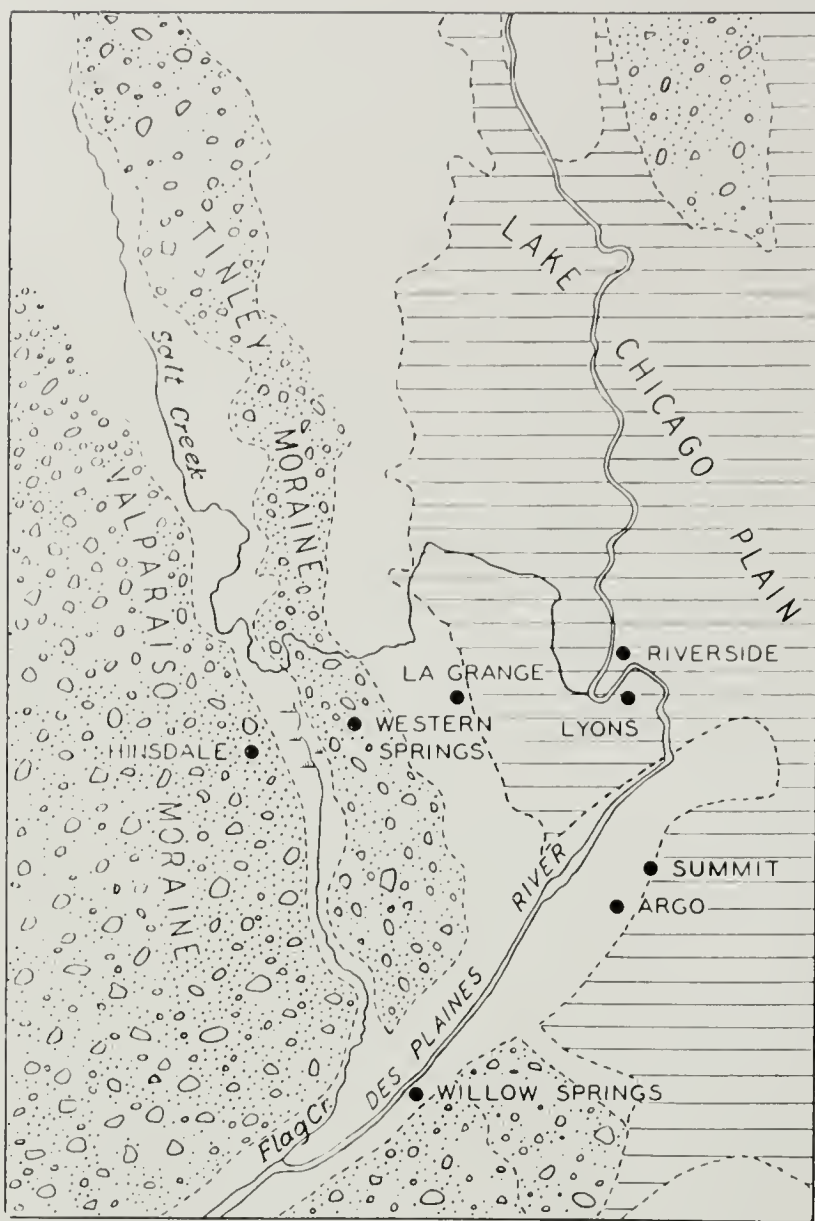 LAKE
CHICAGO
PLAIN
TINLEY
MORAINE
Salt Creek
VALPARAISO
MORAINE
RIVERSIDE
LA GRANGE
LYONS
WESTERN
SPRINGS
HINSDALE
SUMMIT
ARGO
DES PLAINES RIVER
WILLOW SPRINGS
Flag Cr.